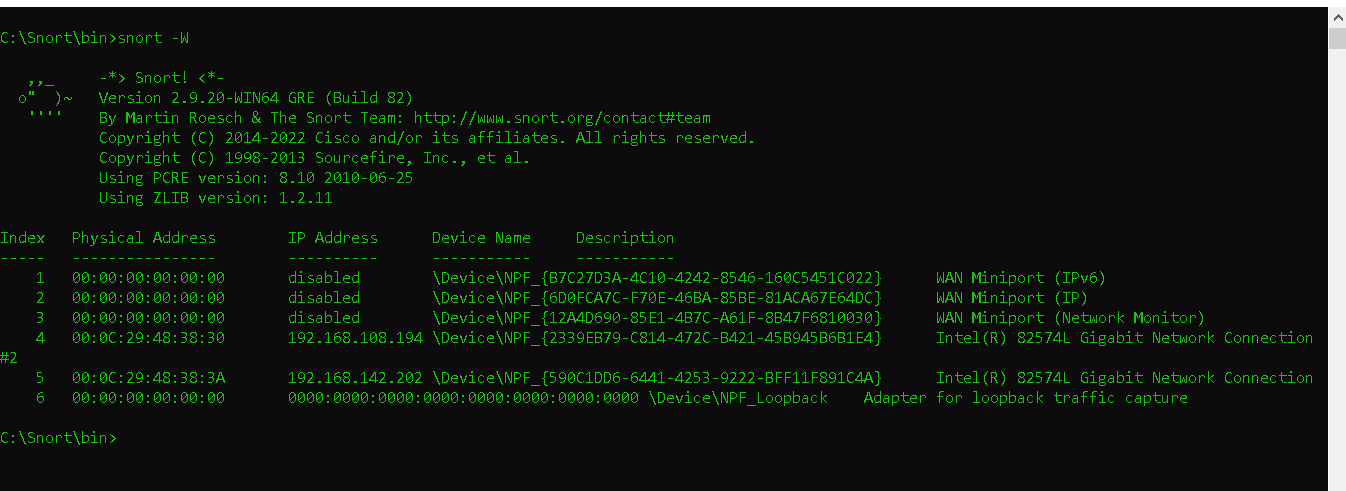 C:\Snort\bin>snort -W
   ,,_     -*> Snort! <*-
  o"  )~   Version 2.9.20-WIN64 GRE (Build 82)
   ''''    By Martin Roesch & The Snort Team: http://www.snort.org/contact#team
           Copyright (C) 2014-2022 Cisco and/or its affiliates. All rights reserved.
           Copyright (C) 1998-2013 Sourcefire, Inc., et al.
           Using PCRE version: 8.10 2010-06-25
           Using ZLIB version: 1.2.11
Index   Physical Address        IP Address      Device Name     Description
-----   ----------------        ----------      -----------     -----------
    1   00:00:00:00:00:00       disabled        \Device\NPF_{B7C27D3A-4C10-4242-8546-160C5451C022}      WAN Miniport (IPv6)
    2   00:00:00:00:00:00       disabled        \Device\NPF_{6D0FCA7C-F70E-46BA-85BE-81ACA67E64DC}      WAN Miniport (IP)
    3   00:00:00:00:00:00       disabled        \Device\NPF_{12A4D690-85E1-4B7C-A61F-8B47F6810030}      WAN Miniport (Network Monitor)
    4   00:0C:29:48:38:30       192.168.108.194 \Device\NPF_{2339EB79-C814-472C-B421-45B945B6B1E4}      Intel(R) 82574L Gigabit Network Connection
#2
    5   00:0C:29:48:38:3A       192.168.142.202 \Device\NPF_{590C1DD6-6441-4253-9222-BFF11F891C4A}      Intel(R) 82574L Gigabit Network Connection
    6   00:00:00:00:00:00       0000:0000:0000:0000:0000:0000:0000:0000 \Device\NPF_Loopback    Adapter for loopback traffic capture
C:\Snort\bin>